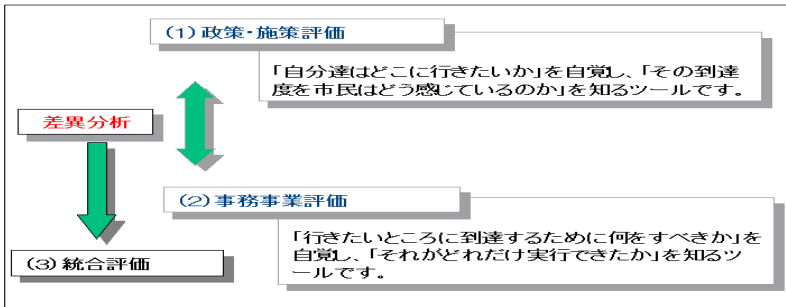 (1)政策・施策評価
「自分達はどこに行きたいか」を自覚し、「その到達
度を市民はどう感じているのか」を知るツールです。
差異分析
(2)事務事業評価
「行きたいところに到達するために何をすべきか」を
自覚し、「それがどれだけ実行できたか」を知るツ
ールです。
(3)統合評価